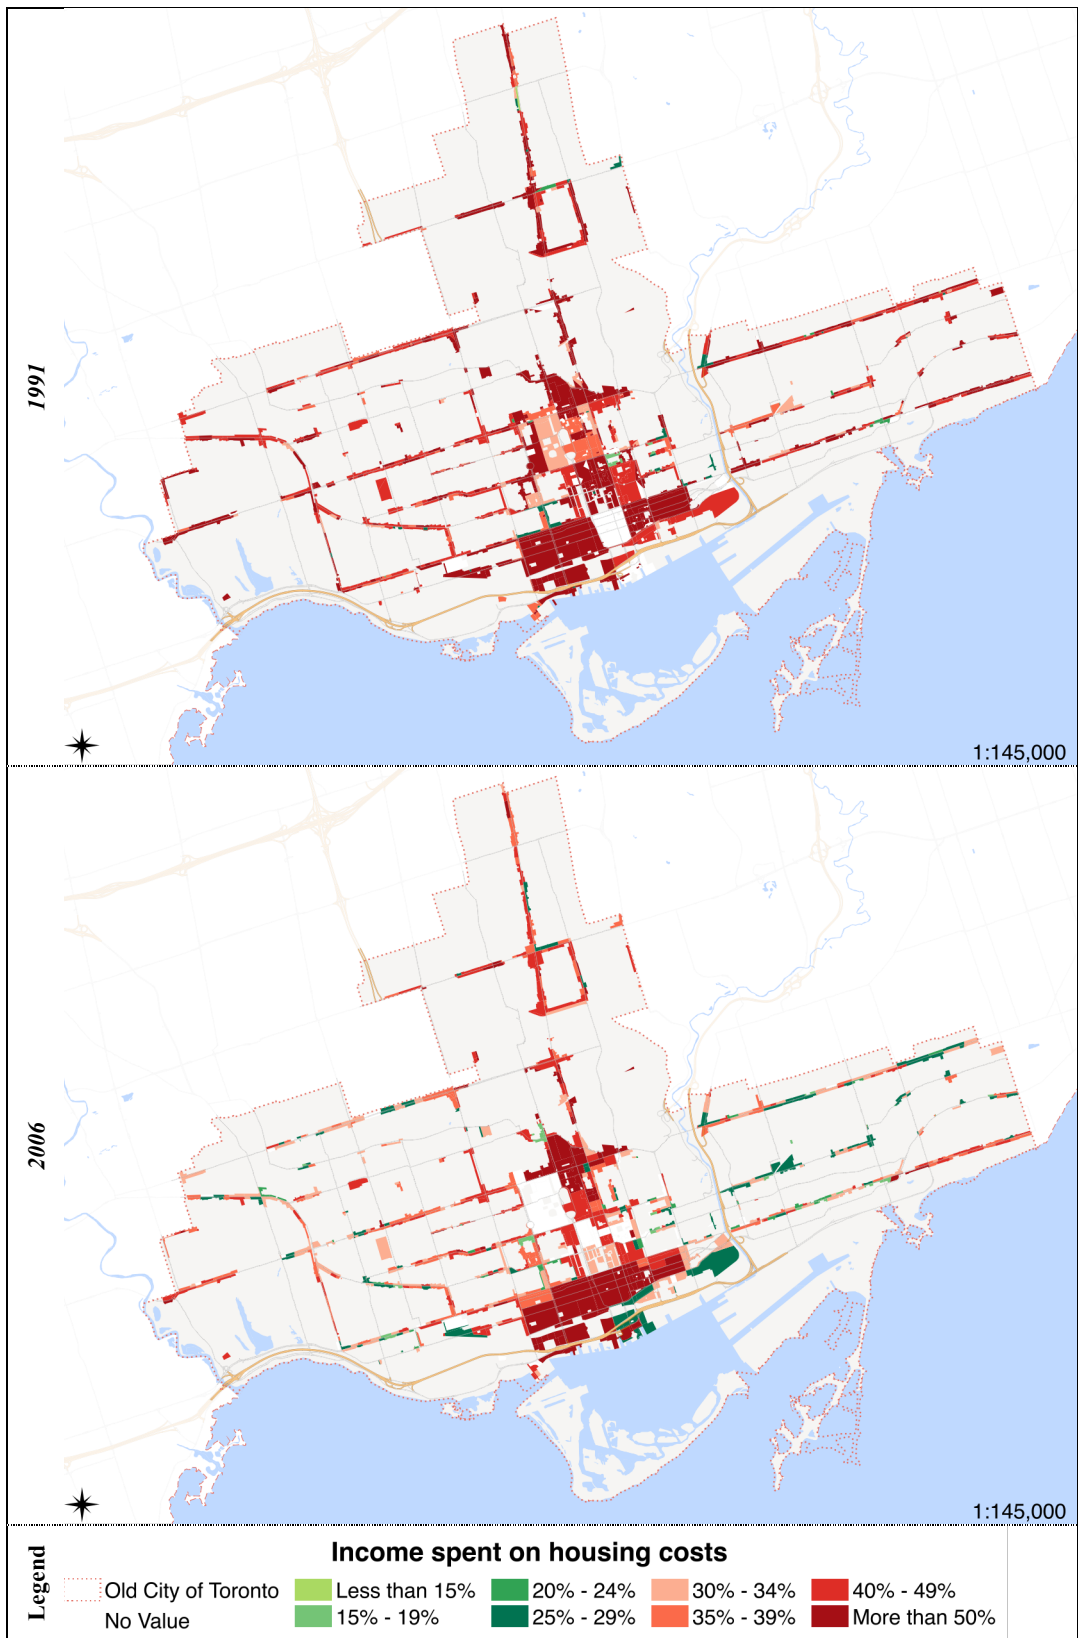 1991
1:145,000
2006
1:145,000
Legend
Income spent on housing costs
Old City of Toronto
Less than 15%
20% - 24%
30% - 34%
40% - 49%
No Value
15% - 19%
25% - 29%
35% - 39%
More than 50%